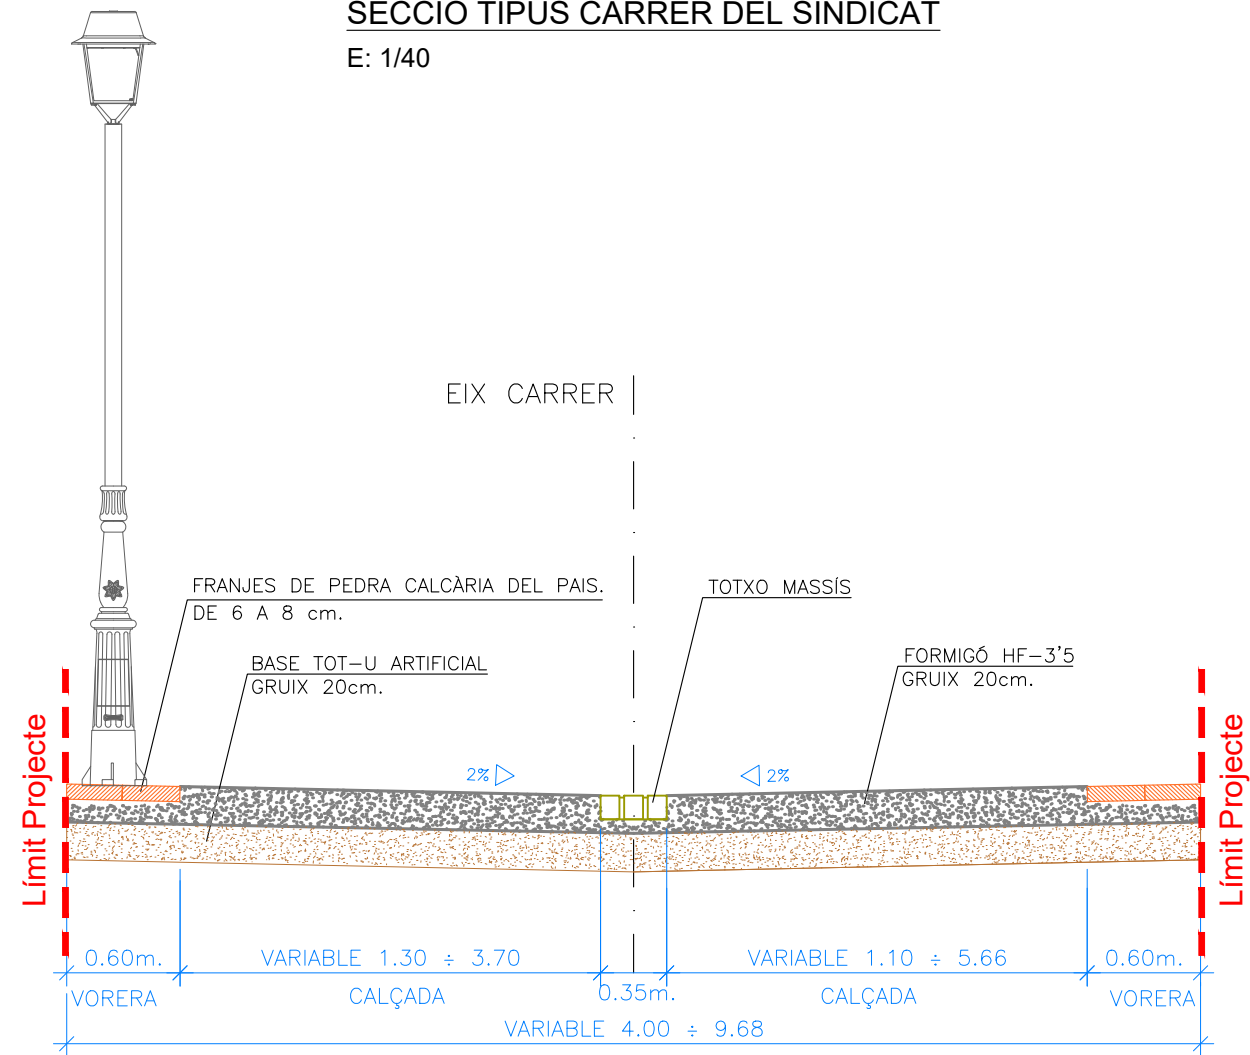 SECCIÓ TIPUS CARRER DEL SINDICAT
E: 1/40
EIX CARRER
FRANJES DE PEDRA CALCÀRIA DEL PAIS.
DE 6 A 8 cm.
TOTXO MASSÍS
BASE TOT-U ARTIFICIAL
GRUIX 20cm.
FORMIGÓ HF-3'5
GRUIX 20cm.
Límit Projecte
2%
2%
Límit Projecte
0.60m.
VARIABLE 1.30 ÷ 3.70
VARIABLE 1.10 ÷ 5.66
0.60m.
VORERA
CALÇADA
0.35m.
CALÇADA
VORERA
VARIABLE 4.00 ÷ 9.68